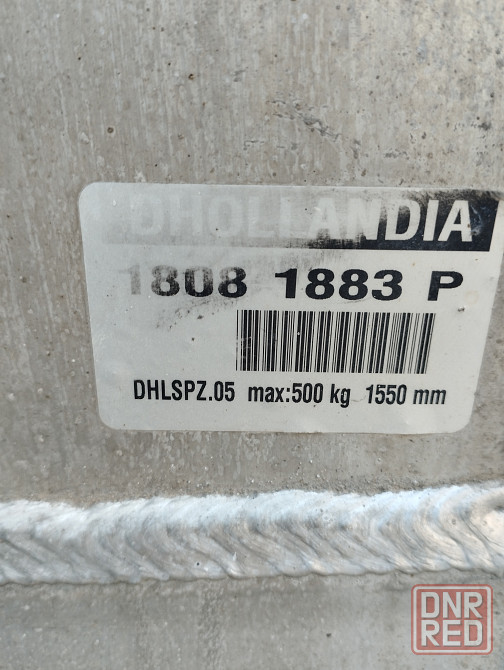 DHOLLANDIA
1808 1883 P
DHLSPZ.05 max:500 kg 1550 mm
DNR
RED